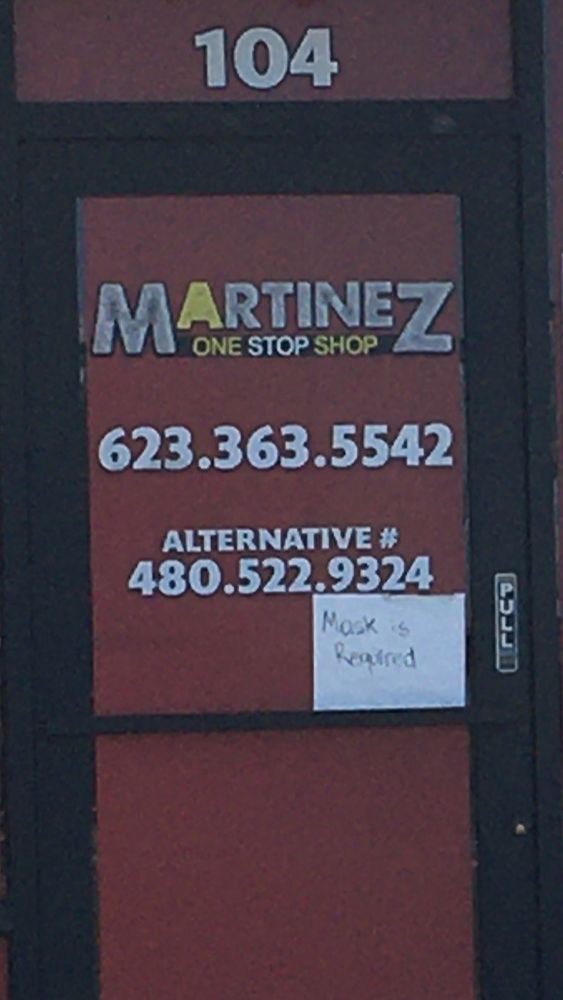 104
MARTINEZ
ONE STOP SHOP
623.363.5542
ALTERNATIVE #
480.522.9324
Mask is
Required
PULL